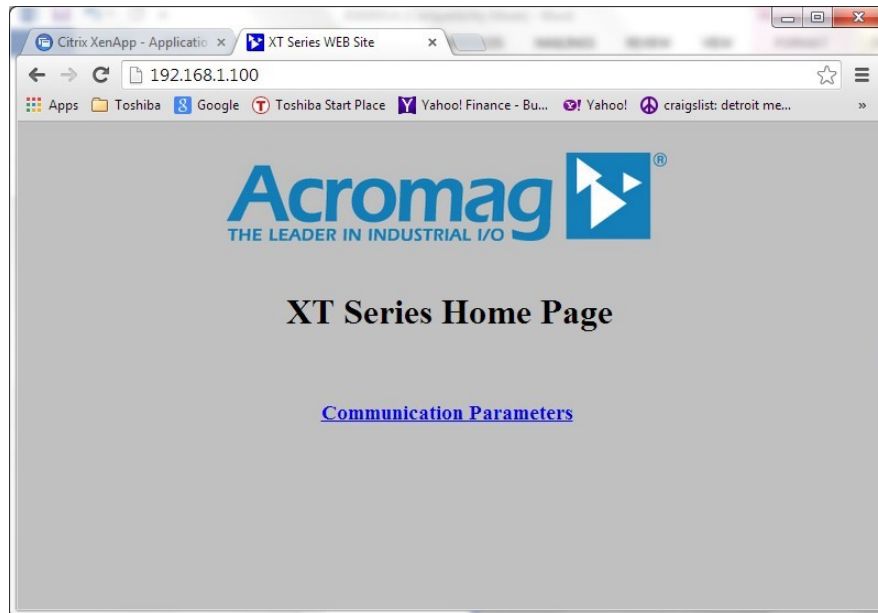 Citrix XenApp - Applicatio
XT Series WEB Site
192.168.1.100
Apps
Toshiba
Google
Toshiba Start Place
Yahoo! Finance - Bu...
Yahoo!
craigslist: detroit me...
»
Acromag
®
THE LEADER IN INDUSTRIAL I/O
XT Series Home Page
Communication Parameters